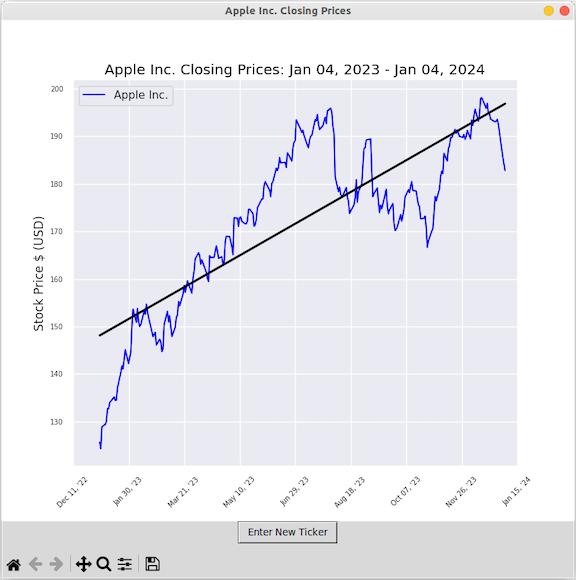 Apple Inc. Closing Prices
Apple Inc. Closing Prices: Jan 04, 2023 - Jan 04, 2024
Apple Inc.
Stock Price $ (USD)
200
190
180
170
160
150
140
130
Dec 11, '22
Jan 30, '23
Mar 21, '23
May 10, '23
Jun 29, '23
Aug 18, '23
Oct 07, '23
Nov 26, '23
Jan 15, '24
Enter New Ticker